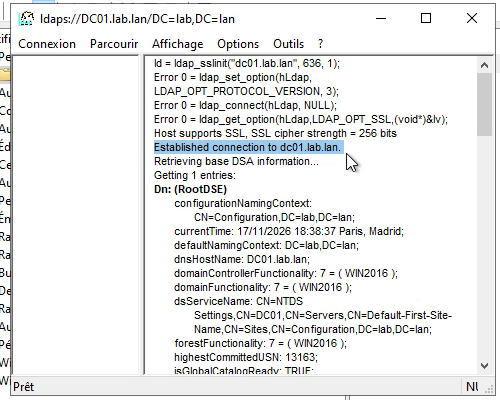 ldaps://DC01.lab.lan/DC=lab,DC=lan
Connexion Parcourir Affichage Options Outils ?
ld = ldap_sslinit("dc01.lab.lan", 636, 1);
Error 0 = ldap_set_option(hLdap,
LDAP_OPT_PROTOCOL_VERSION, 3);
Error 0 = ldap_connect(hLdap, NULL);
Error 0 = ldap_get_option(hLdap,LDAP_OPT_SSL,(void*)&lv);
Host supports SSL, SSL cipher strength = 256 bits
Established connection to dc01.lab.lan.
Retrieving base DSA information...
Getting 1 entries:
Dn: (RootDSE)
configurationNamingContext:
CN=Configuration,DC=lab,DC=lan;
currentTime: 17/11/2026 18:38:37 Paris, Madrid;
defaultNamingContext: DC=lab,DC=lan;
dnsHostName: DC01.lab.lan;
domainControllerFunctionality: 7 = ( WIN2016 );
domainFunctionality: 7 = ( WIN2016 );
dsServiceName: CN=NTDS
Settings,CN=DC01,CN=Servers,CN=Default-First-Site-
Name,CN=Sites,CN=Configuration,DC=lab,DC=lan;
forestFunctionality: 7 = ( WIN2016 );
highestCommittedUSN: 13163;
isGlobalCatalogReady: TRUE;
Prêt